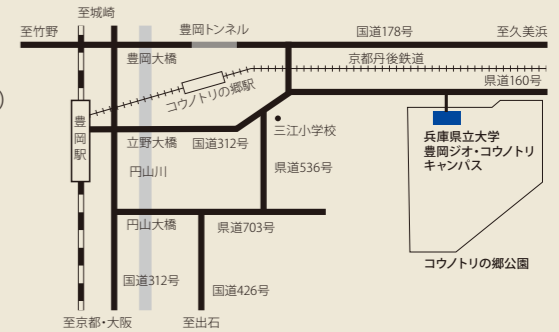 至城崎
至竹野
豊岡トンネル
国道178号
至久美浜
豊岡大橋
京都丹後鉄道
県道160号
コウノトリの郷駅
)
豊岡駅
三江小学校
立野大橋
国道312号
兵庫県立大学
豊岡ジオ・コウノトリ
キャンパス
円山川
県道536号
円山大橋
県道703号
コウノトリの郷公園
国道312号
国道426号
至京都・大阪
至出石